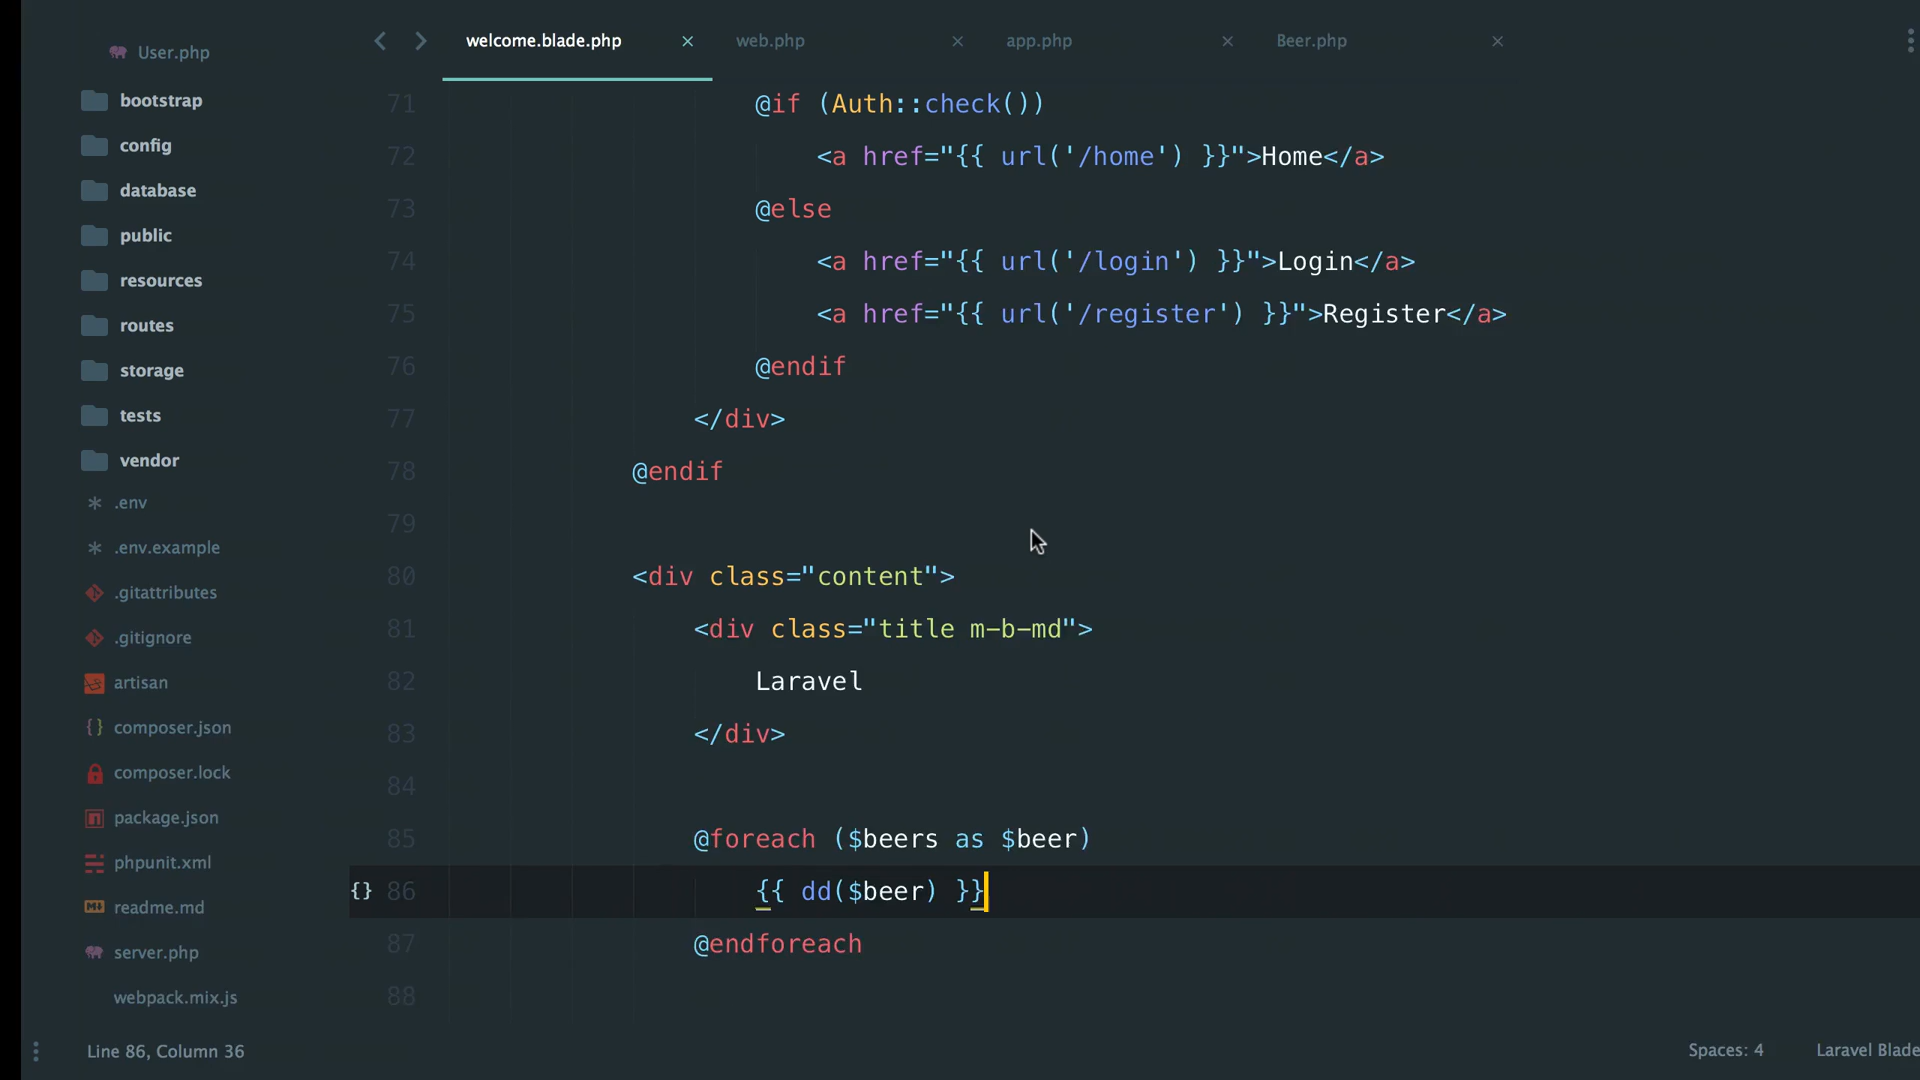 User.php
bootstrap
config
database
public
resources
routes
storage
tests
vendor
.env
.env.example
.gitattributes
.gitignore
artisan
composer.json
composer.lock
package.json
phpunit.xml
readme.md
server.php
webpack.mix.js
welcome.blade.php × web.php × app.php × Beer.php ×
71 @if (Auth::check())
72 <a href="{{ url('/home') }}">Home</a>
73 @else
74 <a href="{{ url('/login') }}">Login</a>
75 <a href="{{ url('/register') }}">Register</a>
76 @endif
77 </div>
78 @endif
79
80 <div class="content">
81 <div class="title m-b-md">
82 Laravel
83 </div>
84
85 @foreach ($beers as $beer)
{} 86 {{ dd($beer) }}
87 @endforeach
88
Line 86, Column 36
Spaces: 4
Laravel Blade